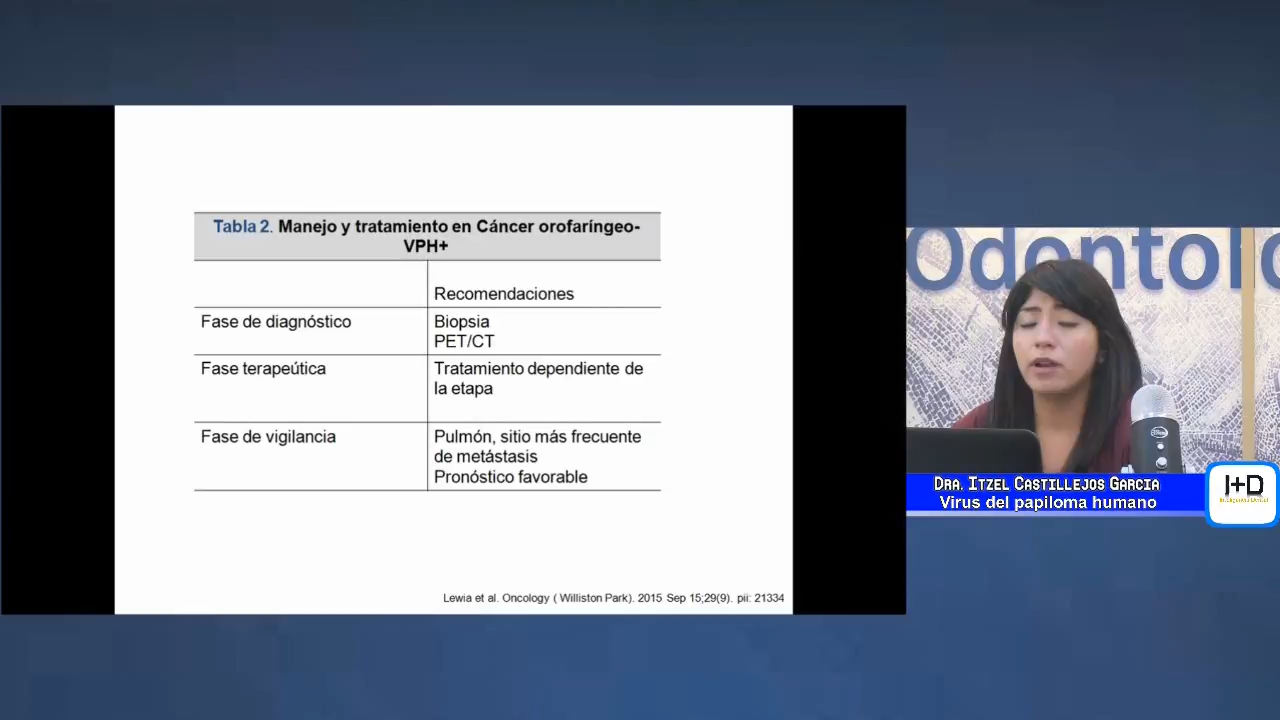 Tabla 2. Manejo y tratamiento en Cáncer orofaríngeo-
VPH+
Recomendaciones
Fase de diagnóstico
Biopsia
PET/CT
Fase terapeútica
Tratamiento dependiente de
la etapa
Fase de vigilancia
Pulmón, sitio más frecuente
de metástasis
Pronóstico favorable
Lewia et al. Oncology ( Williston Park). 2015 Sep 15;29(9). pii: 21334
Odontolo
DRA. ITZEL CASTILLEJOS GARCIA
Virus del papiloma humano
I+D